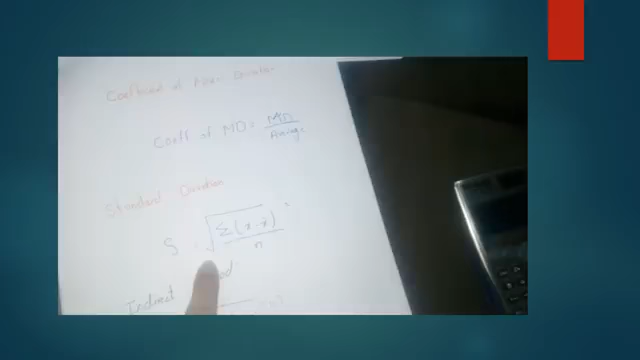 Coefficient of Mean Deviation
Coeff of MD = MD / Average
Standard Deviation
S = √ Σ(x-x̄)² / n
Indirect